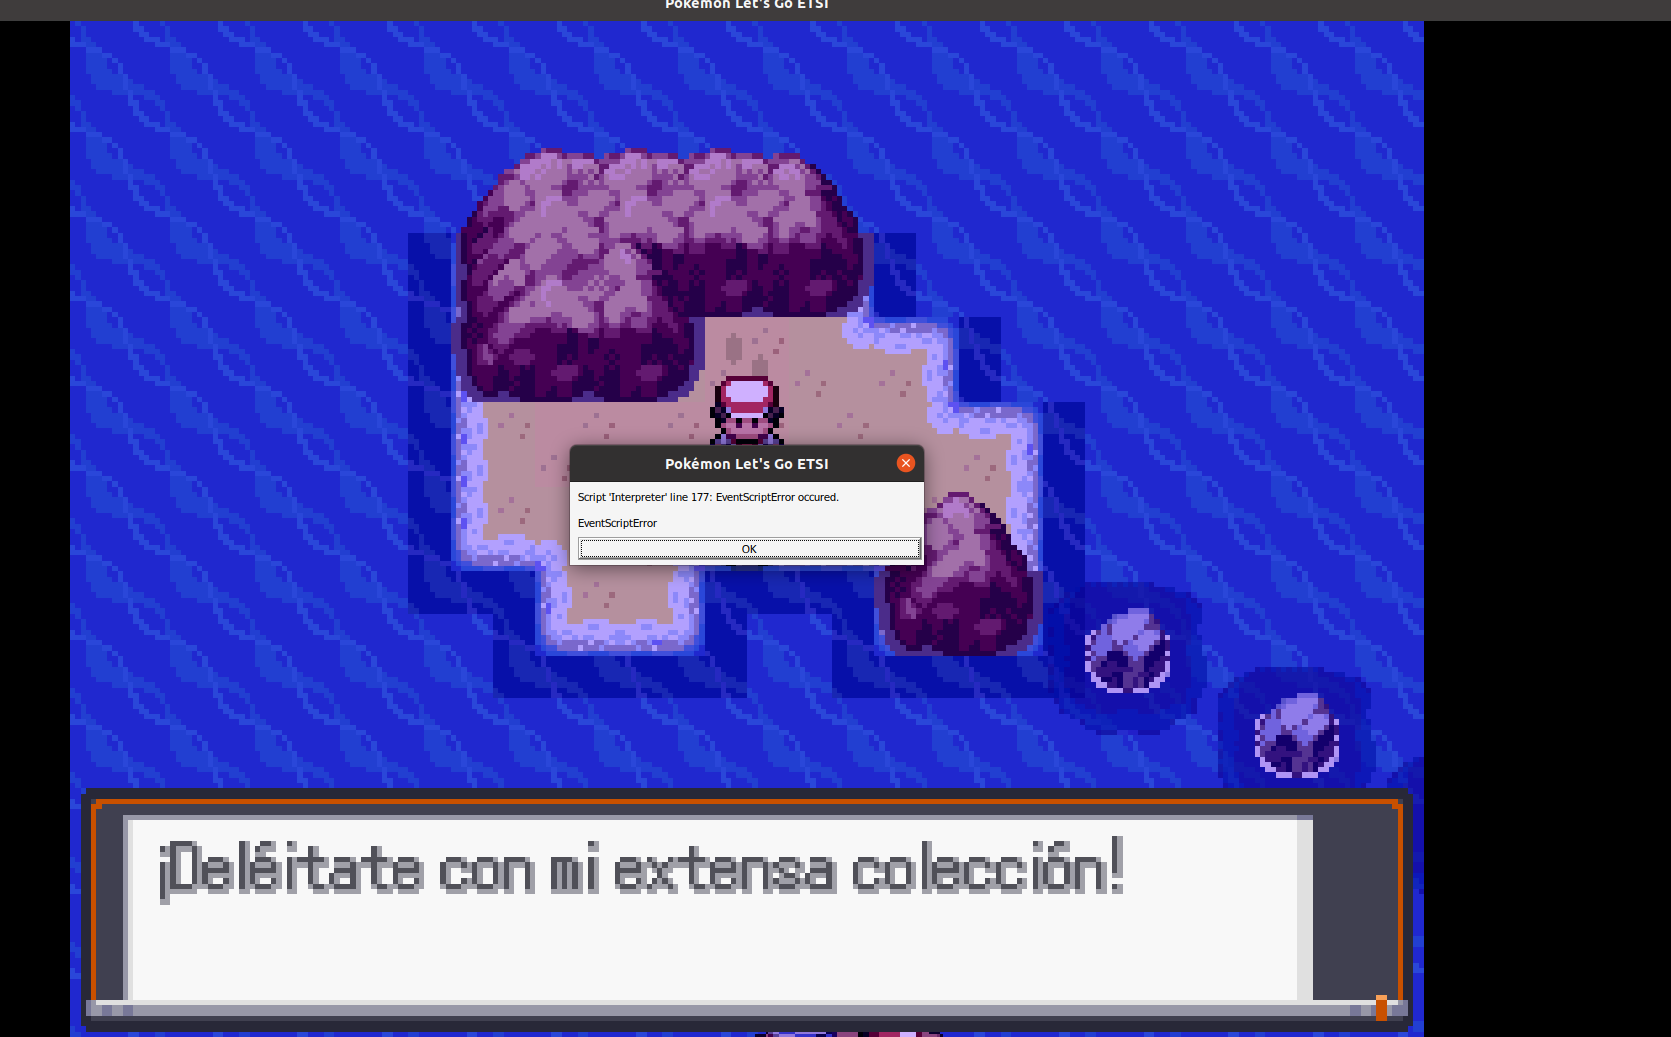 Pokémon Let's Go ETSI
Pokémon Let's Go ETSI
Script 'Interpreter' line 177: EventScriptError occured.
EventScriptError
OK
¡Deléitate con mi extensa colección!